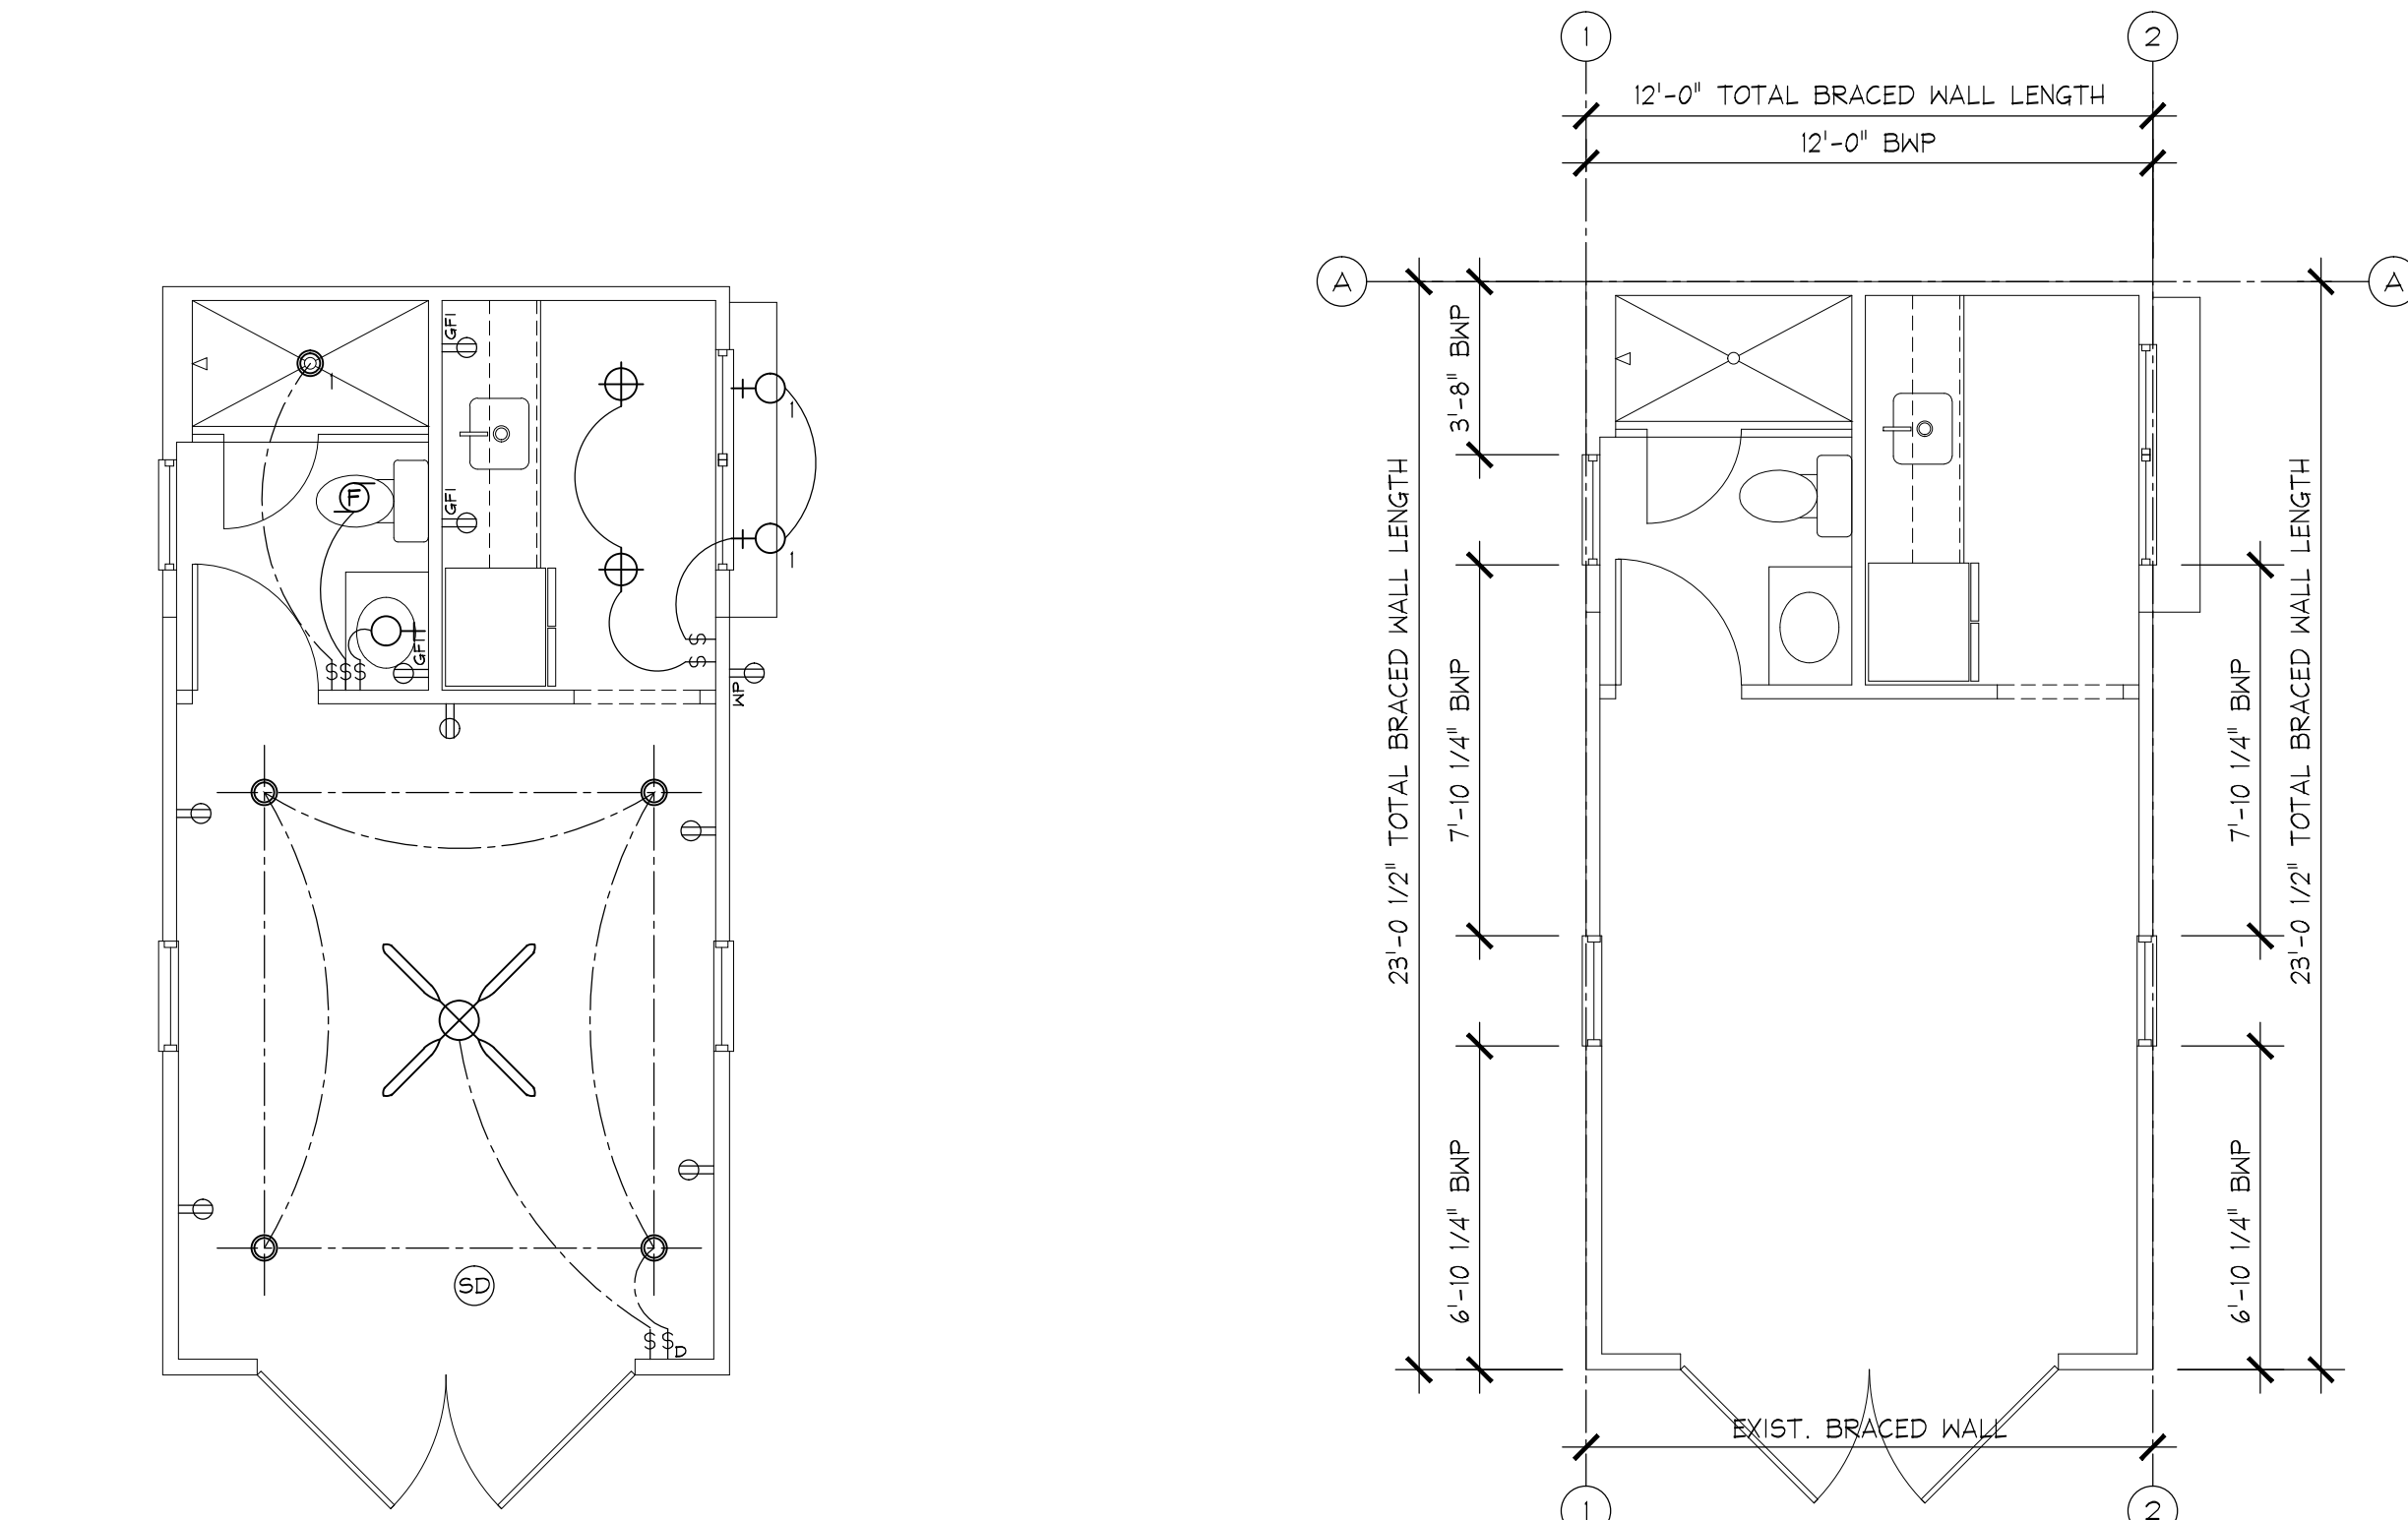 1
2
12'-0" TOTAL BRACED WALL LENGTH
12'-0" BWP
A
A
GFI
1
1
GFI
F
1
GFI
$ $ $
S
S
WP
SD
$ $
D
23'-0 1/2" TOTAL BRACED WALL LENGTH
3'-8" BWP
7'-10 1/4" BWP
6'-10 1/4" BWP
7'-10 1/4" BWP
6'-10 1/4" BWP
23'-0 1/2" TOTAL BRACED WALL LENGTH
EXIST. BRACED WALL
1
2